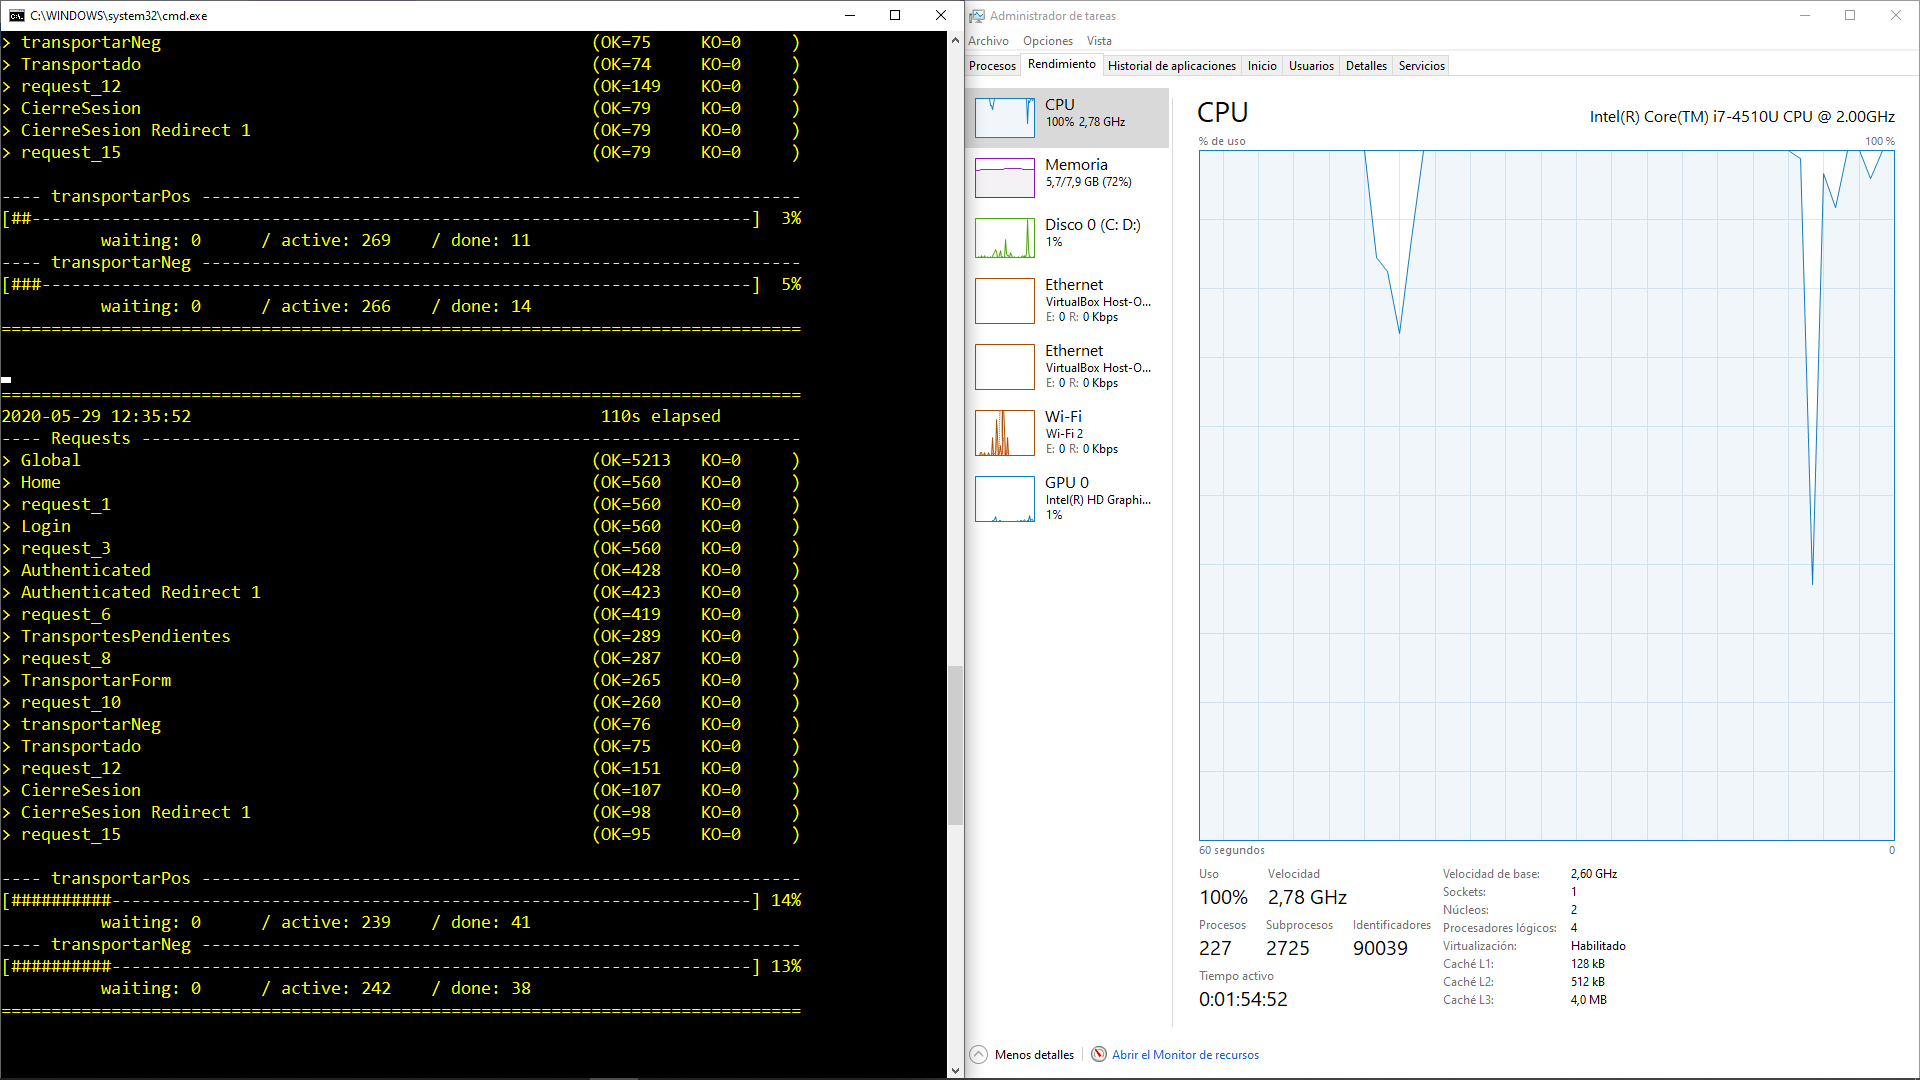 C:\WINDOWS\system32\cmd.exe
> transportarNeg (OK=75 KO=0 )
> Transportado (OK=74 KO=0 )
> request_12 (OK=149 KO=0 )
> CierreSesion (OK=79 KO=0 )
> CierreSesion Redirect 1 (OK=79 KO=0 )
> request_15 (OK=79 KO=0 )
---- transportarPos ------------------------------------------------------------
[##------------------------------------------------------------------------] 3%
waiting: 0 / active: 269 / done: 11
---- transportarNeg ------------------------------------------------------------
[###-----------------------------------------------------------------------] 5%
waiting: 0 / active: 266 / done: 14
================================================================================
================================================================================
2020-05-29 12:35:52 110s elapsed
---- Requests ------------------------------------------------------------------
> Global (OK=5213 KO=0 )
> Home (OK=560 KO=0 )
> request_1 (OK=560 KO=0 )
> Login (OK=560 KO=0 )
> request_3 (OK=560 KO=0 )
> Authenticated (OK=428 KO=0 )
> Authenticated Redirect 1 (OK=423 KO=0 )
> request_6 (OK=419 KO=0 )
> TransportesPendientes (OK=289 KO=0 )
> request_8 (OK=287 KO=0 )
> TransportarForm (OK=265 KO=0 )
> request_10 (OK=260 KO=0 )
> transportarNeg (OK=76 KO=0 )
> Transportado (OK=75 KO=0 )
> request_12 (OK=151 KO=0 )
> CierreSesion (OK=107 KO=0 )
> CierreSesion Redirect 1 (OK=98 KO=0 )
> request_15 (OK=95 KO=0 )
---- transportarPos ------------------------------------------------------------
[##########----------------------------------------------------------------] 14%
waiting: 0 / active: 239 / done: 41
---- transportarNeg ------------------------------------------------------------
[##########----------------------------------------------------------------] 13%
waiting: 0 / active: 242 / done: 38
================================================================================
Administrador de tareas
Archivo Opciones Vista
Procesos Rendimiento Historial de aplicaciones Inicio Usuarios Detalles Servicios
CPU
100% 2,78 GHz
Memoria
5,7/7,9 GB (72%)
Disco 0 (C: D:)
1%
Ethernet
VirtualBox Host-O...
E: 0 R: 0 Kbps
Ethernet
VirtualBox Host-O...
E: 0 R: 0 Kbps
Wi-Fi
Wi-Fi 2
E: 0 R: 0 Kbps
GPU 0
Intel(R) HD Graphi...
1%
CPU Intel(R) Core(TM) i7-4510U CPU @ 2.00GHz
% de uso 100 %
60 segundos 0
Uso Velocidad
100% 2,78 GHz
Procesos Subprocesos Identificadores
227 2725 90039
Tiempo activo
0:01:54:52
Velocidad de base: 2,60 GHz
Sockets: 1
Núcleos: 2
Procesadores lógicos: 4
Virtualización: Habilitado
Caché L1: 128 kB
Caché L2: 512 kB
Caché L3: 4,0 MB
Menos detalles Abrir el Monitor de recursos